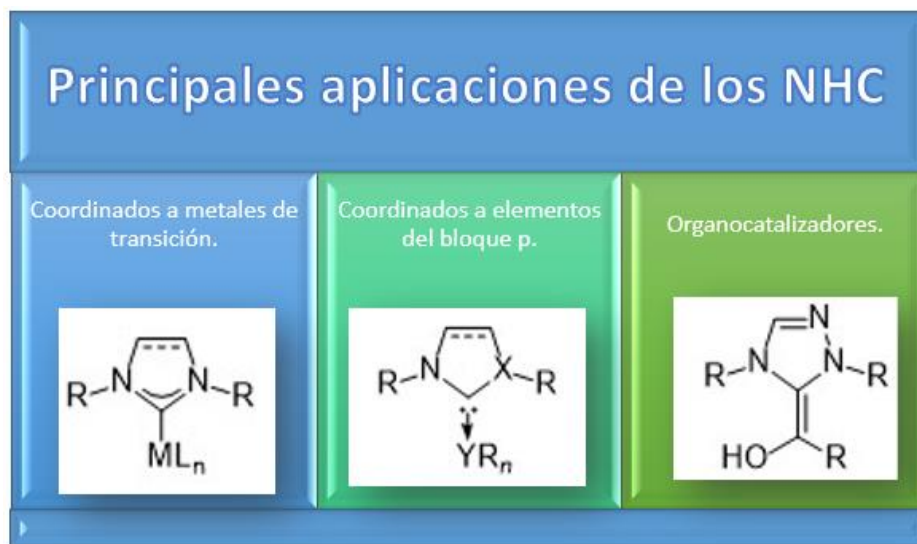 Principales aplicaciones de los NHC
Coordinados a metales de
transición.
Coordinados a elementos
del bloque p.
Organocatalizadores.
R-N N-R
MLn
R-N X-R
YRn
N
R-N N-R
HO R